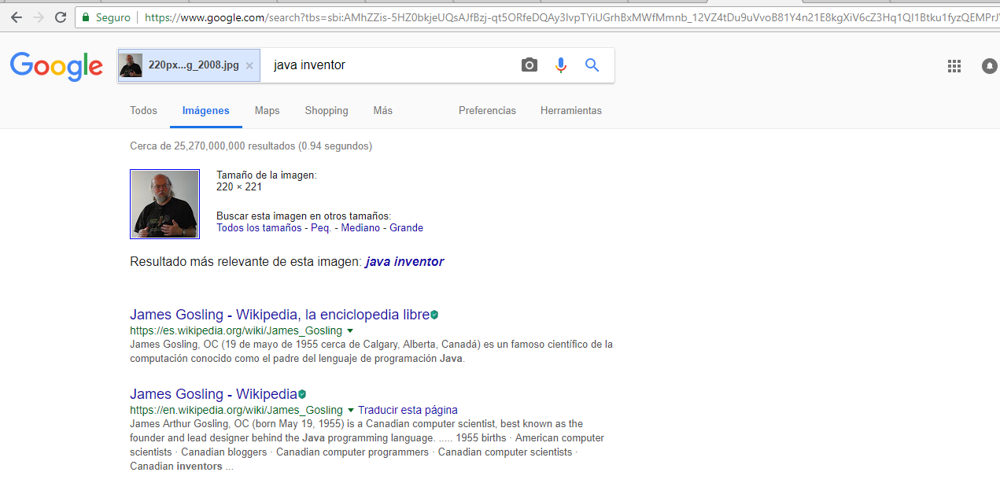 Seguro
https://www.google.com/search?tbs=sbi:AMhZZis-5HZ0bkjeUQsAJfBzj-qt5ORfeDQAy3IvpTYiUGrhBxMWfMmnb_12VZ4tDu9uVvoB81Y4n21E8kgXiV6cZ3Hq1QI1Btku1fyzQEMPrJ
Google
220px...g_2008.jpg
java inventor
Todos Imágenes Maps Shopping Más Preferencias Herramientas
Cerca de 25,270,000,000 resultados (0.94 segundos)
Tamaño de la imagen:
220 × 221
Buscar esta imagen en otros tamaños:
Todos los tamaños - Peq. - Mediano - Grande
Resultado más relevante de esta imagen: java inventor
James Gosling - Wikipedia, la enciclopedia libre
https://es.wikipedia.org/wiki/James_Gosling
James Gosling, OC (19 de mayo de 1955 cerca de Calgary, Alberta, Canadá) es un famoso científico de la
computación conocido como el padre del lenguaje de programación Java.
James Gosling - Wikipedia
https://en.wikipedia.org/wiki/James_Gosling Traducir esta página
James Arthur Gosling, OC (born May 19, 1955) is a Canadian computer scientist, best known as the
founder and lead designer behind the Java programming language. ..... 1955 births · American computer
scientists · Canadian bloggers · Canadian computer programmers · Canadian computer scientists ·
Canadian inventors ...